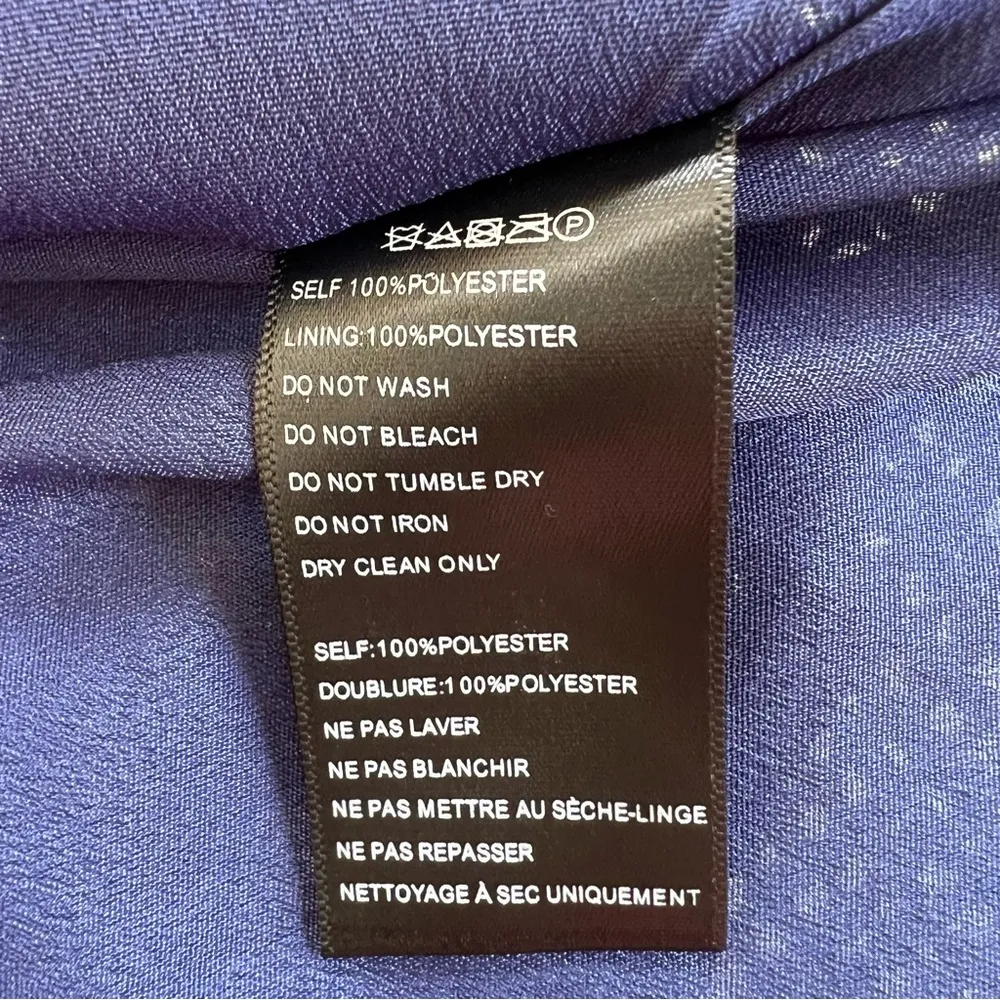 P
SELF 100%POLYESTER
LINING:100%POLYESTER
DO NOT WASH
DO NOT BLEACH
DO NOT TUMBLE DRY
DO NOT IRON
DRY CLEAN ONLY
SELF:100%POLYESTER
DOUBLURE:100%POLYESTER
NE PAS LAVER
NE PAS BLANCHIR
NE PAS METTRE AU SÈCHE-LINGE
NE PAS REPASSER
NETTOYAGE À SEC UNIQUEMENT